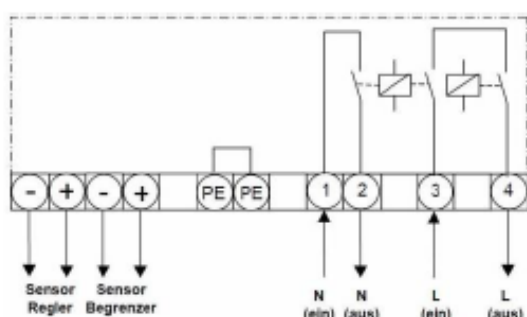 - + - + PE PE 1 2 3 4
Sensor Sensor N N L L
Regler Begrenzer (ein) (aus) (ein) (aus)